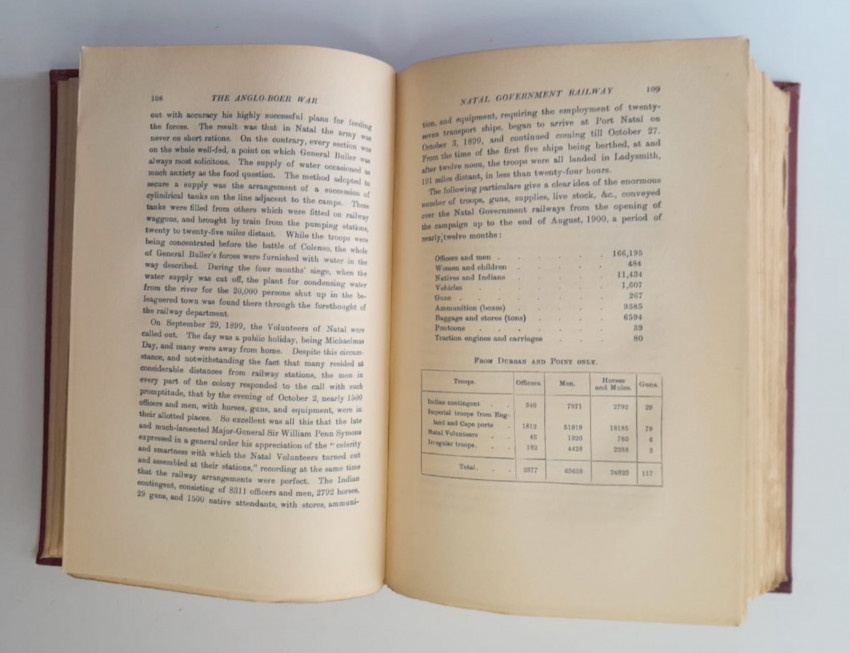 108 THE ANGLO-BOER WAR
out with accuracy his highly successful plans for feeding
the forces. The result was that in Natal the army was
never on short rations. On the contrary, every section was
on the whole well-fed, a point on which General Buller was
always most solicitous. The supply of water occasioned as
much anxiety as the food question. The method adopted to
secure a supply was the arrangement of a succession of
cylindrical tanks on the line adjacent to the camps. These
tanks were filled from others which were fitted on railway
waggons, and brought by train from the pumping stations,
twenty to twenty-five miles distant. While the troops were
being concentrated before the battle of Colenso, the whole
of General Buller's forces were furnished with water in the
way described. During the four months' siege, when the
water supply was cut off, the plant for condensing water
from the river for the 20,000 persons shut up in the be-
leaguered town was found there through the forethought of
the railway department.
On September 29, 1899, the Volunteers of Natal were
called out. The day was a public holiday, being Michaelmas
Day, and many were away from home. Despite this circum-
stance, and notwithstanding the fact that many resided at
considerable distances from railway stations, the men in
every part of the colony responded to the call with such
promptitude, that by the evening of October 2, nearly 1500
officers and men, with horses, guns, and equipment, were in
their allotted places. So excellent was all this that the late
and much-lamented Major-General Sir William Penn Symons
expressed in a general order his appreciation of the "celerity
and smartness with which the Natal Volunteers turned out
and assembled at their stations," recording at the same time
that the railway arrangements were perfect. The Indian
contingent, consisting of 8311 officers and men, 2792 horses,
29 guns, and 1500 native attendants, with stores, ammuni-
NATAL GOVERNMENT RAILWAY 109
tion, and equipment, requiring the employment of twenty-
seven transport ships, began to arrive at Port Natal on
October 3, 1899, and continued coming till October 27.
From the time of the first five ships being berthed, at and
after twelve noon, the troops were all landed in Ladysmith,
191 miles distant, in less than twenty-four hours.
The following particulars give a clear idea of the enormous
number of troops, guns, supplies, live stock, &c., conveyed
over the Natal Government railways from the opening of
the campaign up to the end of August, 1900, a period of
nearly twelve months:
Officers and men 166,195
Women and children 484
Natives and Indians 11,434
Vehicles 1,607
Guns 267
Ammunition (boxes) 9385
Baggage and stores (tons) 6594
Pontoons 39
Traction engines and carriages 80
FROM DURBAN AND POINT ONLY.
Troops. Officers. Men. Horses and Mules. Guns.
Indian contingent 340 7971 2792 29
Imperial troops from Eng-
land and Cape ports 1812 18185
Natal Volunteers 1320 6
Irregular troops 4428 3
Total 117